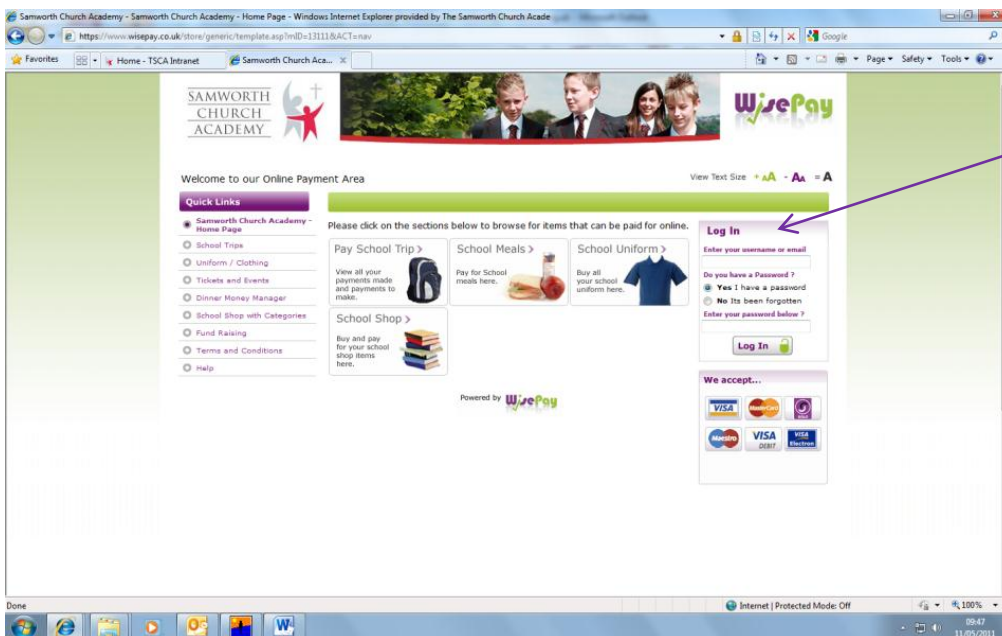 Samworth Church Academy - Samworth Church Academy - Home Page - Windows Internet Explorer provided by The Samworth Church Acade
https://www.wisepay.co.uk/store/generic/template.asp?mID=13111&ACT=nav
Google
Favorites
Home - TSCA Intranet
Samworth Church Aca...
Page
Safety
Tools
SAMWORTH
CHURCH
ACADEMY
WisePay
Welcome to our Online Payment Area
View Text Size + AA - AA = A
Quick Links
Samworth Church Academy -
Home Page
School Trips
Uniform / Clothing
Tickets and Events
Dinner Money Manager
School Shop with Categories
Fund Raising
Terms and Conditions
Help
Please click on the sections below to browse for items that can be paid for online.
Pay School Trip >
View all your
payments made
and payments to
make.
School Meals >
Pay for School
meals here.
School Uniform >
Buy all
your school
uniform here.
School Shop >
Buy and pay
for your school
shop items
here.
Powered by WisePay
Log In
Enter your username or email
Do you have a Password ?
Yes I have a password
No Its been forgotten
Enter your password below ?
Log In
We accept...
VISA
MasterCard
Maestro
VISA
DEBIT
VISA
Electron
Done
Internet | Protected Mode: Off
100%
09:47
11/05/2011